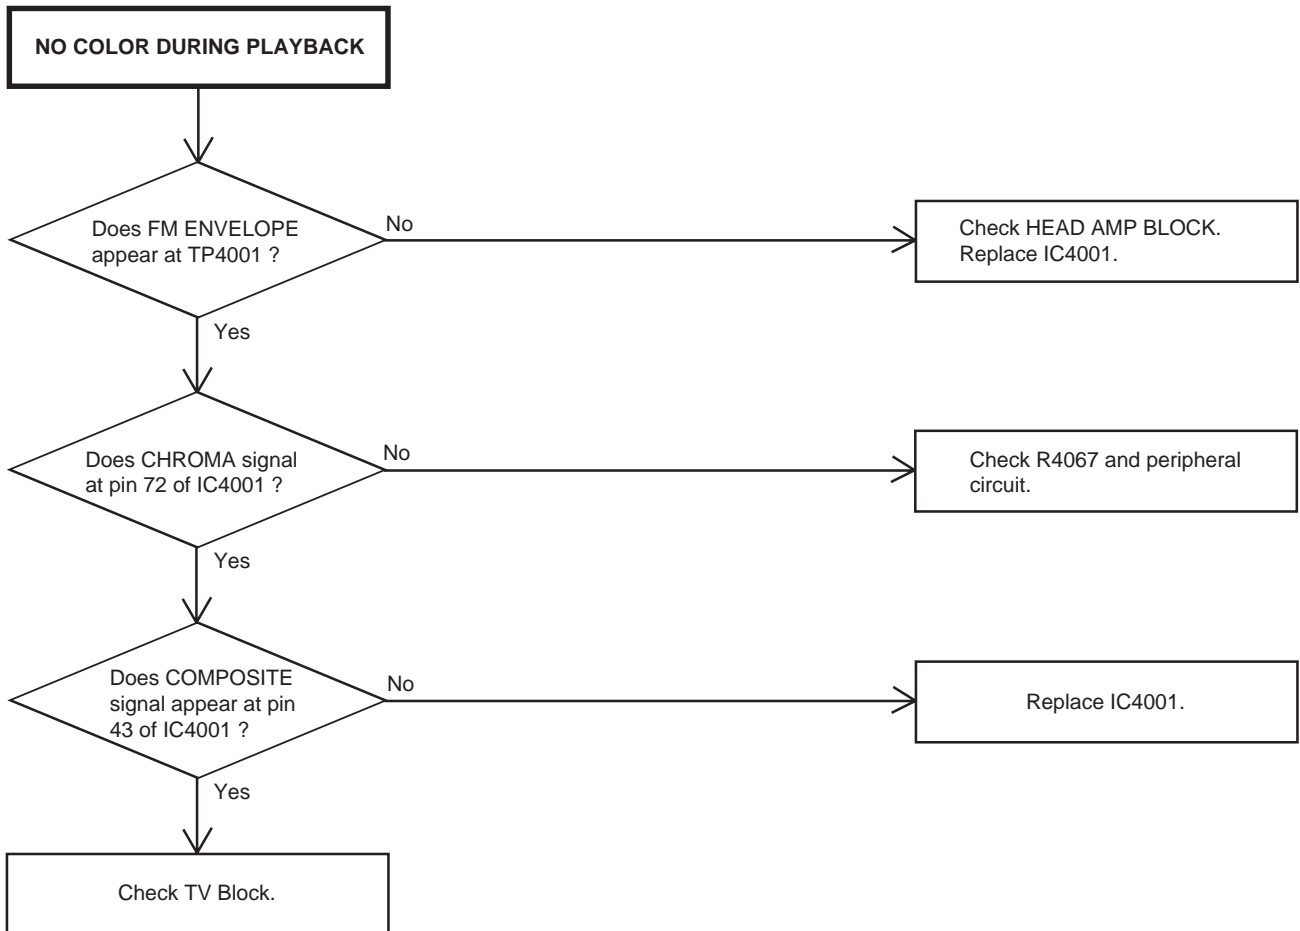 NO COLOR DURING PLAYBACK
Does FM ENVELOPE
appear at TP4001 ?
No
Check HEAD AMP BLOCK.
Replace IC4001.
Yes
Does CHROMA signal
at pin 72 of IC4001 ?
No
Check R4067 and peripheral
circuit.
Yes
Does COMPOSITE
signal appear at pin
43 of IC4001 ?
No
Replace IC4001.
Yes
Check TV Block.